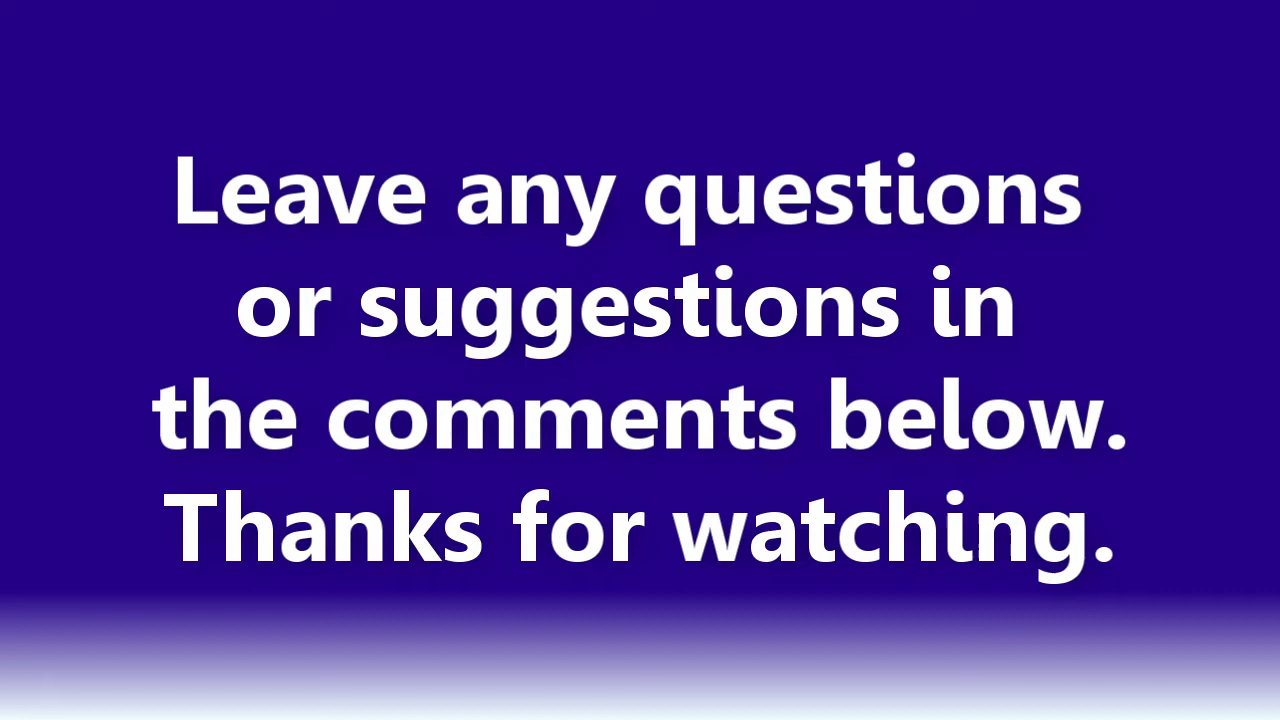 Leave any questions
or suggestions in
the comments below.
Thanks for watching.